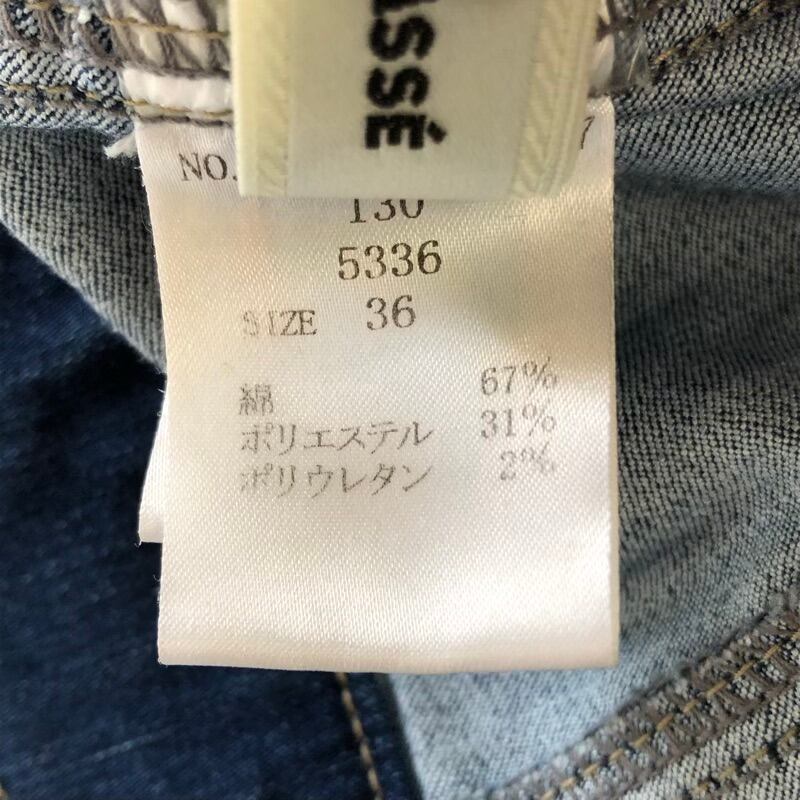 ASSÉ
NO. 7
130
5336
SIZE 36
綿 67%
ポリエステル 31%
ポリウレタン 2%